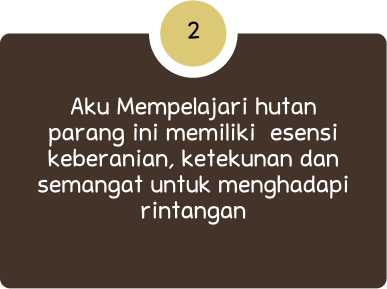 2
Aku Mempelajari hutan
parang ini memiliki esensi
keberanian, ketekunan dan
semangat untuk menghadapi
rintangan